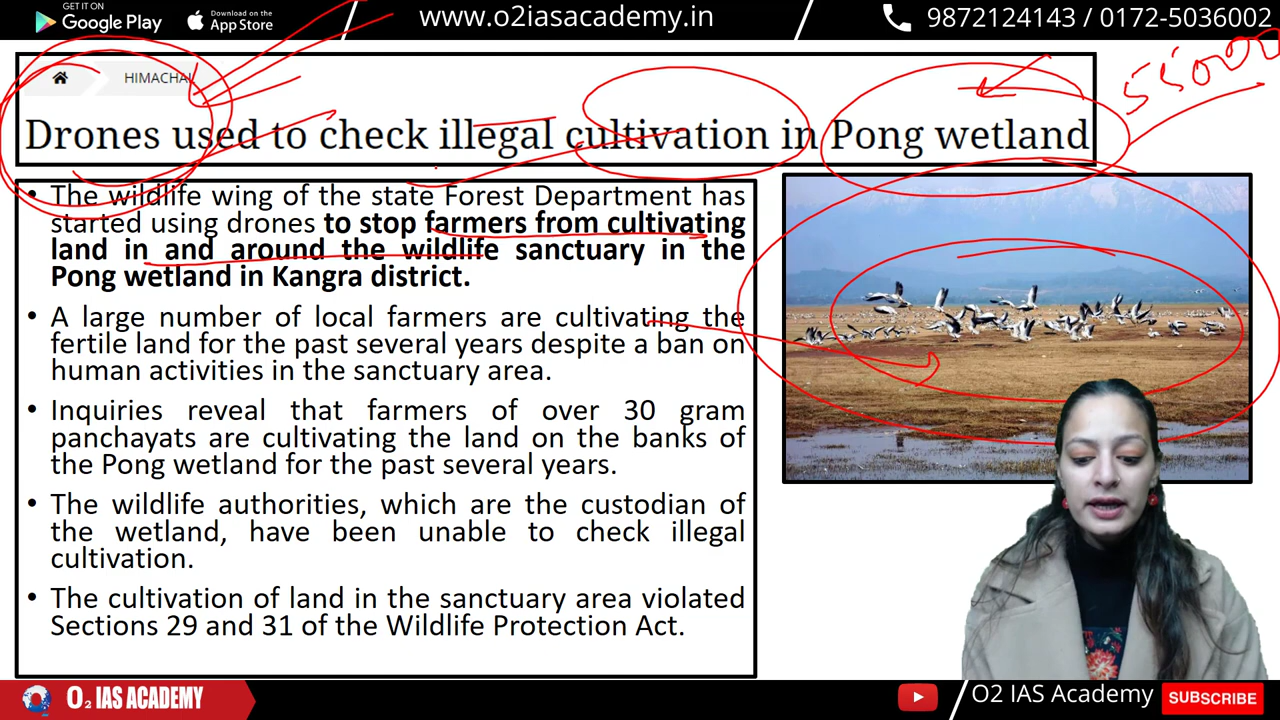 GET IT ON
Google Play
Download on the
App Store
www.o2iasacademy.in
9872124143 / 0172-5036002
HIMACHAL
55000
Drones used to check illegal cultivation in Pong wetland
• The wildlife wing of the state Forest Department has
started using drones to stop farmers from cultivating
land in and around the wildlife sanctuary in the
Pong wetland in Kangra district.
• A large number of local farmers are cultivating the
fertile land for the past several years despite a ban on
human activities in the sanctuary area.
• Inquiries reveal that farmers of over 30 gram
panchayats are cultivating the land on the banks of
the Pong wetland for the past several years.
• The wildlife authorities, which are the custodian of
the wetland, have been unable to check illegal
cultivation.
• The cultivation of land in the sanctuary area violated
Sections 29 and 31 of the Wildlife Protection Act.
O2 IAS ACADEMY
O2 IAS Academy
SUBSCRIBE